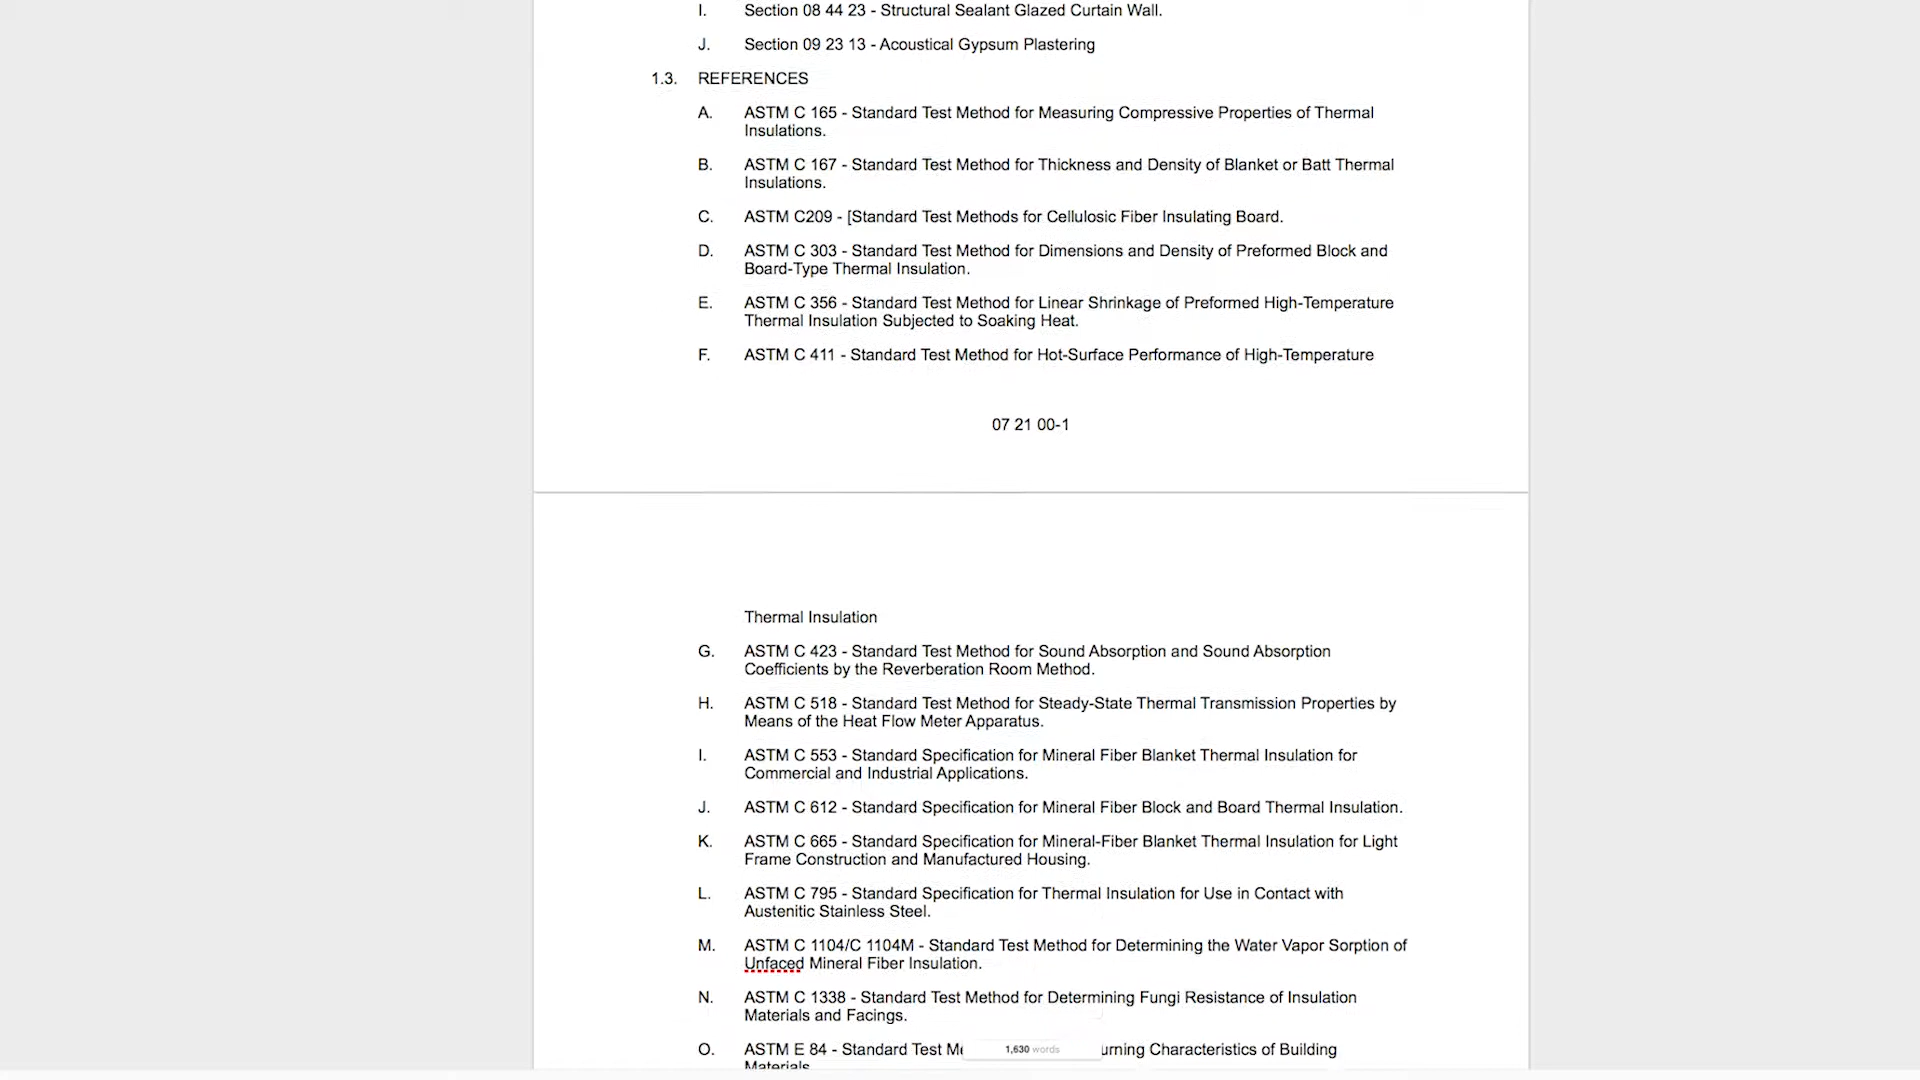 I. Section 08 44 23 - Structural Sealant Glazed Curtain Wall.
J. Section 09 23 13 - Acoustical Gypsum Plastering
1.3. REFERENCES
A. ASTM C 165 - Standard Test Method for Measuring Compressive Properties of Thermal
Insulations.
B. ASTM C 167 - Standard Test Method for Thickness and Density of Blanket or Batt Thermal
Insulations.
C. ASTM C209 - [Standard Test Methods for Cellulosic Fiber Insulating Board.
D. ASTM C 303 - Standard Test Method for Dimensions and Density of Preformed Block and
Board-Type Thermal Insulation.
E. ASTM C 356 - Standard Test Method for Linear Shrinkage of Preformed High-Temperature
Thermal Insulation Subjected to Soaking Heat.
F. ASTM C 411 - Standard Test Method for Hot-Surface Performance of High-Temperature
07 21 00-1
Thermal Insulation
G. ASTM C 423 - Standard Test Method for Sound Absorption and Sound Absorption
Coefficients by the Reverberation Room Method.
H. ASTM C 518 - Standard Test Method for Steady-State Thermal Transmission Properties by
Means of the Heat Flow Meter Apparatus.
I. ASTM C 553 - Standard Specification for Mineral Fiber Blanket Thermal Insulation for
Commercial and Industrial Applications.
J. ASTM C 612 - Standard Specification for Mineral Fiber Block and Board Thermal Insulation.
K. ASTM C 665 - Standard Specification for Mineral-Fiber Blanket Thermal Insulation for Light
Frame Construction and Manufactured Housing.
L. ASTM C 795 - Standard Specification for Thermal Insulation for Use in Contact with
Austenitic Stainless Steel.
M. ASTM C 1104/C 1104M - Standard Test Method for Determining the Water Vapor Sorption of
Unfaced Mineral Fiber Insulation.
N. ASTM C 1338 - Standard Test Method for Determining Fungi Resistance of Insulation
Materials and Facings.
O. ASTM E 84 - Standard Test Characteristics of Building
1,630 words
Materials